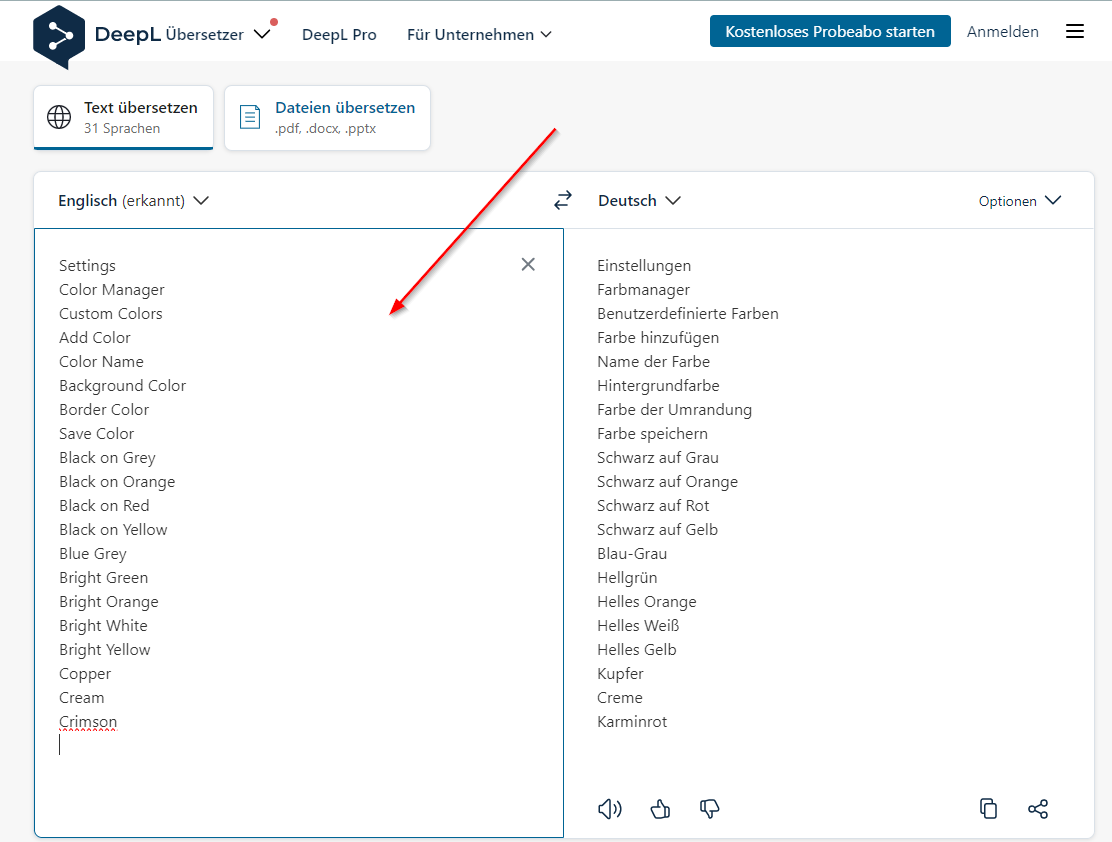 DeepL Übersetzer
DeepL Pro
Für Unternehmen
Kostenloses Probeabo starten
Anmelden
Text übersetzen
31 Sprachen
Dateien übersetzen
.pdf, .docx, .pptx
Englisch (erkannt)
Deutsch
Optionen
Settings
Color Manager
Custom Colors
Add Color
Color Name
Background Color
Border Color
Save Color
Black on Grey
Black on Orange
Black on Red
Black on Yellow
Blue Grey
Bright Green
Bright Orange
Bright White
Bright Yellow
Copper
Cream
Crimson
Einstellungen
Farbmanager
Benutzerdefinierte Farben
Farbe hinzufügen
Name der Farbe
Hintergrundfarbe
Farbe der Umrandung
Farbe speichern
Schwarz auf Grau
Schwarz auf Orange
Schwarz auf Rot
Schwarz auf Gelb
Blau-Grau
Hellgrün
Helles Orange
Helles Weiß
Helles Gelb
Kupfer
Creme
Karminrot